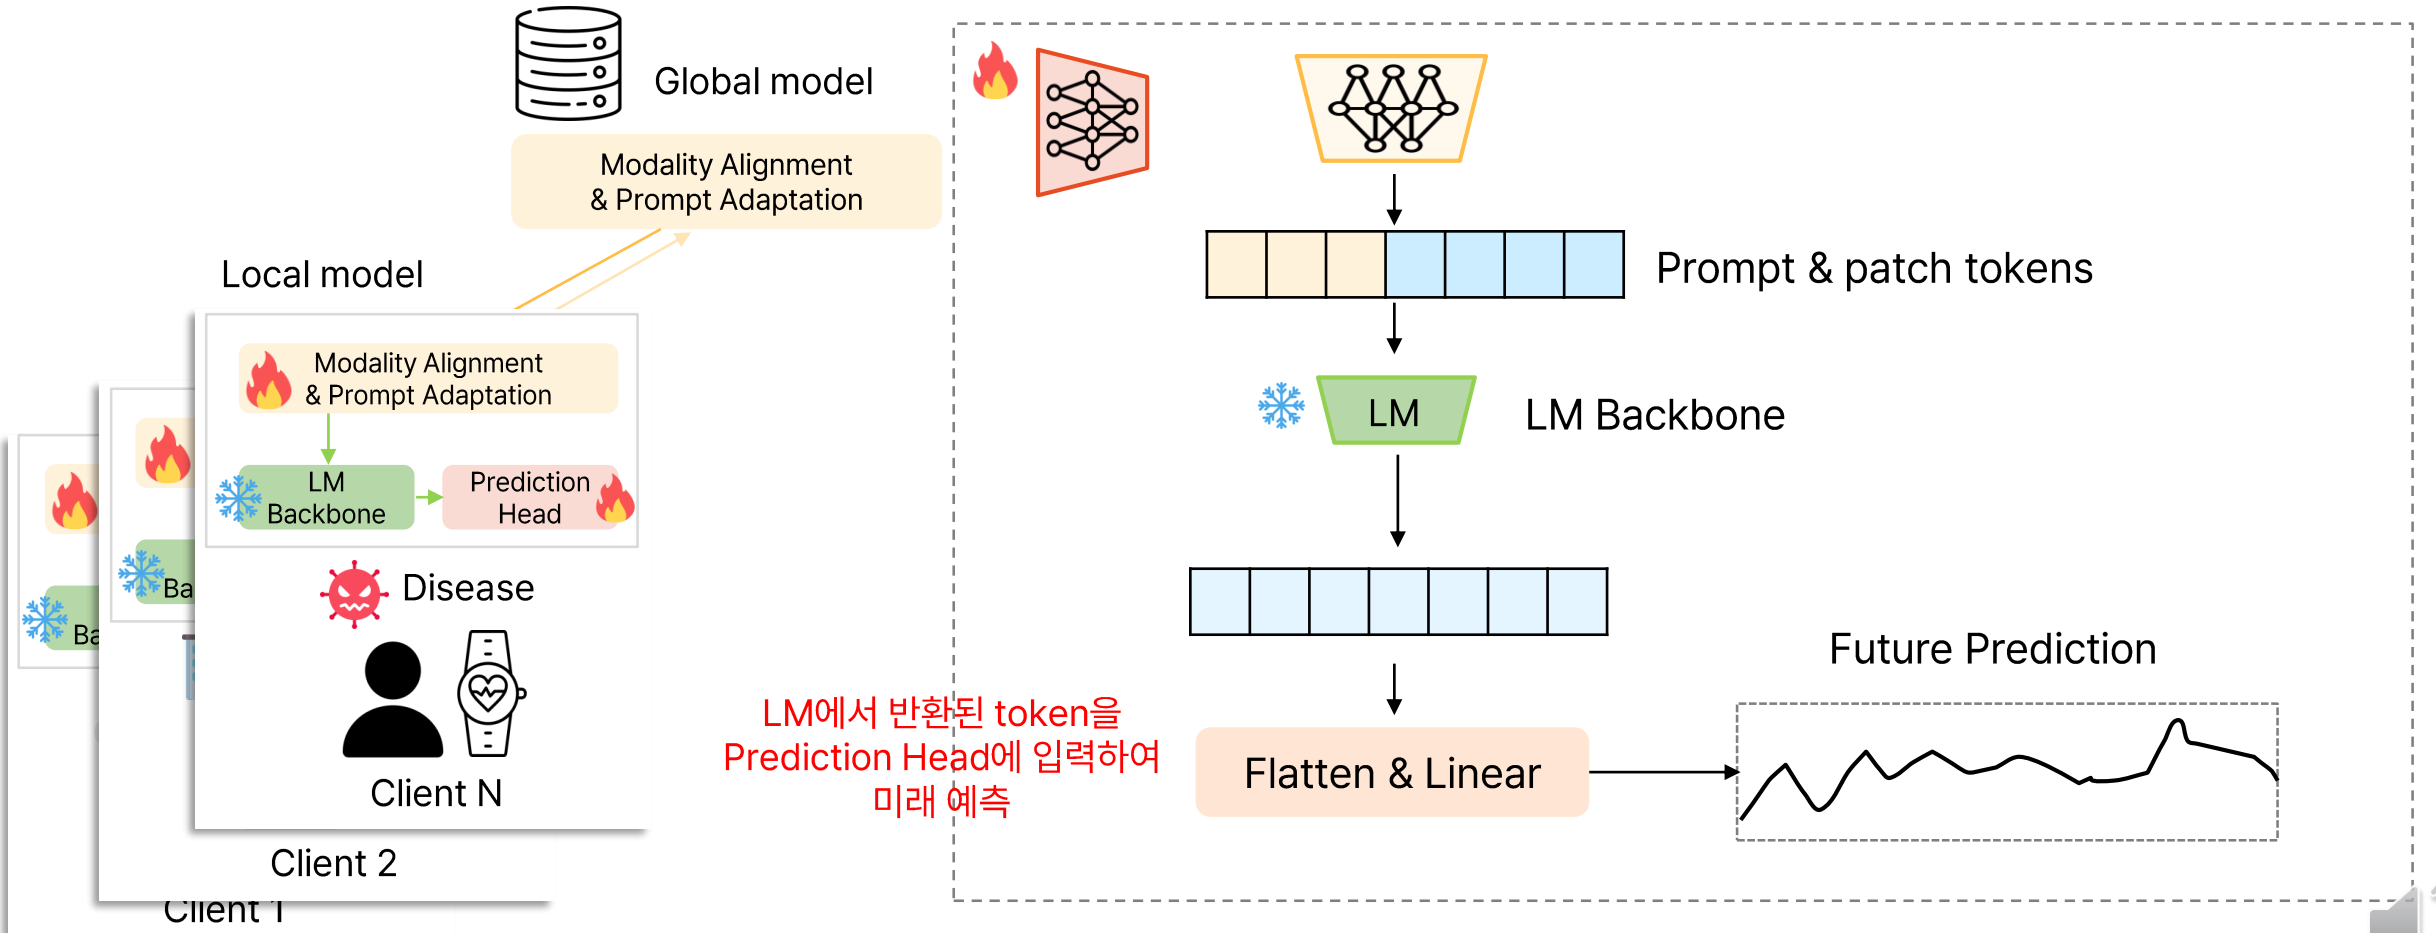 Global model
Modality Alignment
& Prompt Adaptation
Local model
Modality Alignment
& Prompt Adaptation
LM
Backbone
Prediction
Head
Disease
Client N
Ba
Client 2
Ba
Client 1
Prompt & patch tokens
LM
LM Backbone
LM에서 반환된 token을
Prediction Head에 입력하여
미래 예측
Flatten & Linear
Future Prediction